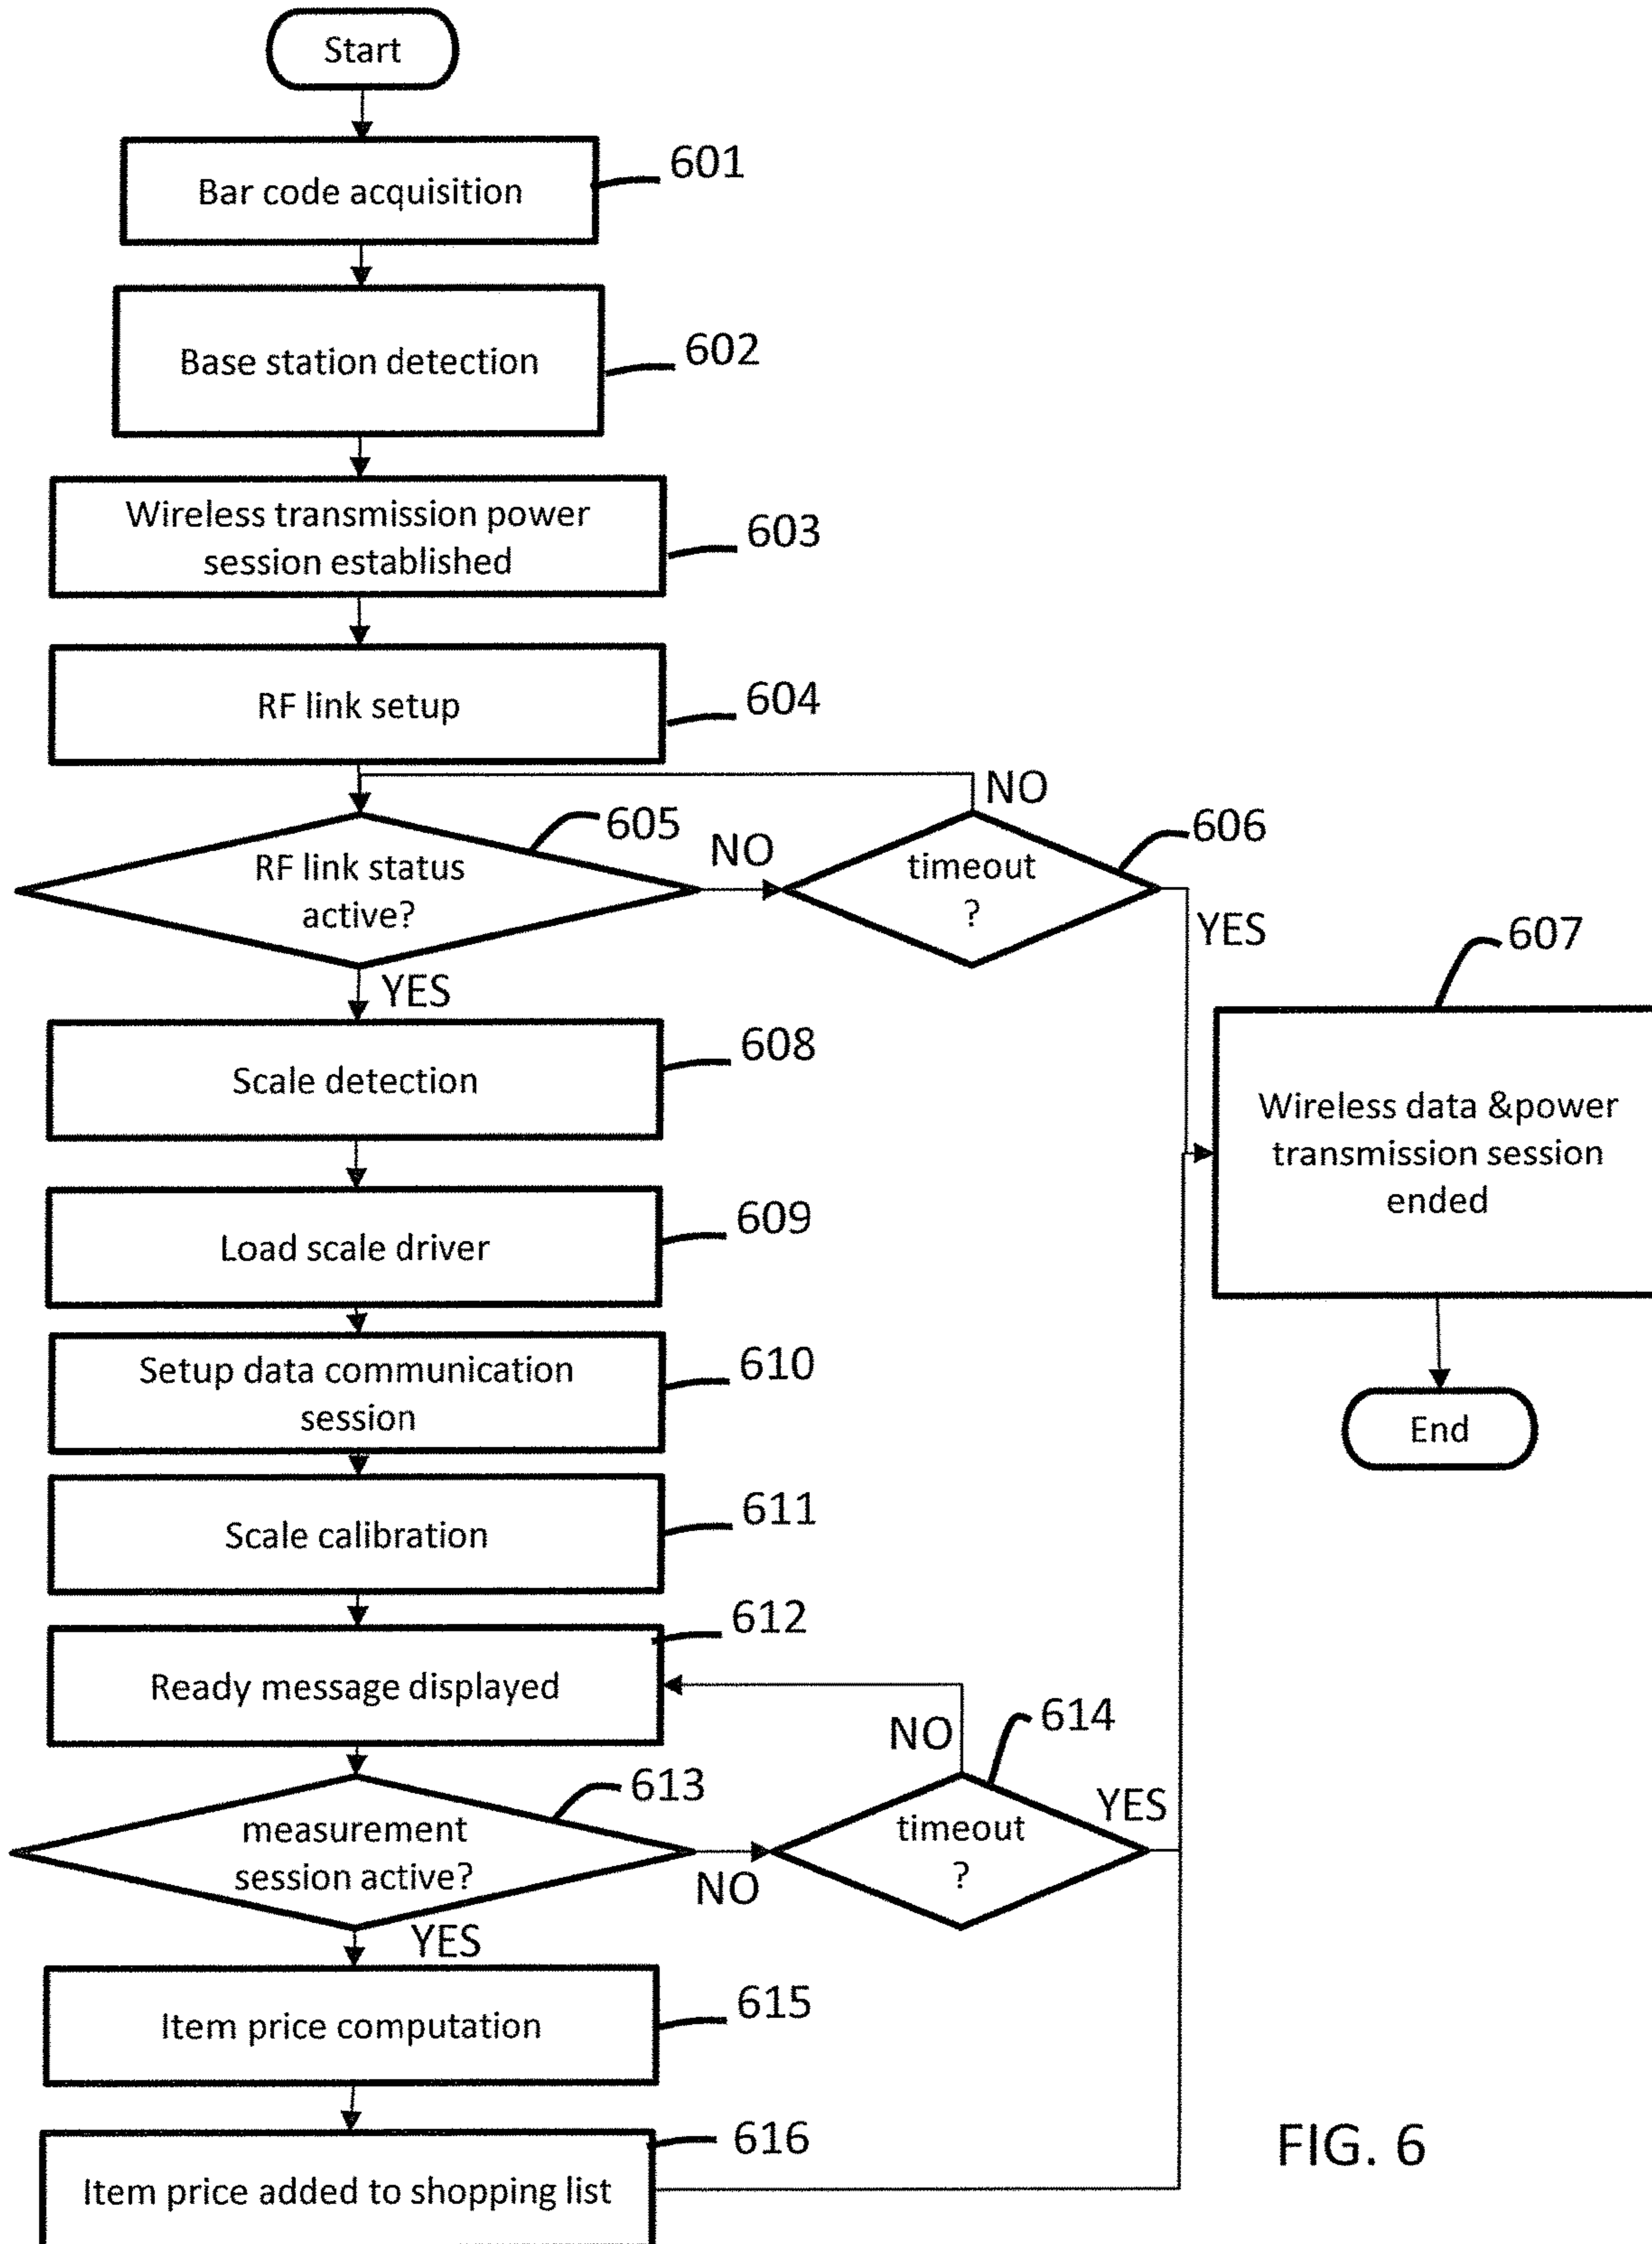 Start
Bar code acquisition
601
Base station detection
602
Wireless transmission power
session established
603
RF link setup
604
NO
605
RF link status
active?
NO
606
timeout
?
YES
YES
607
Wireless data &power
transmission session
ended
End
608
Scale detection
609
Load scale driver
610
Setup data communication
session
611
Scale calibration
612
Ready message displayed
613
measurement
session active?
NO
NO
614
timeout
?
YES
YES
615
Item price computation
616
Item price added to shopping list
FIG. 6